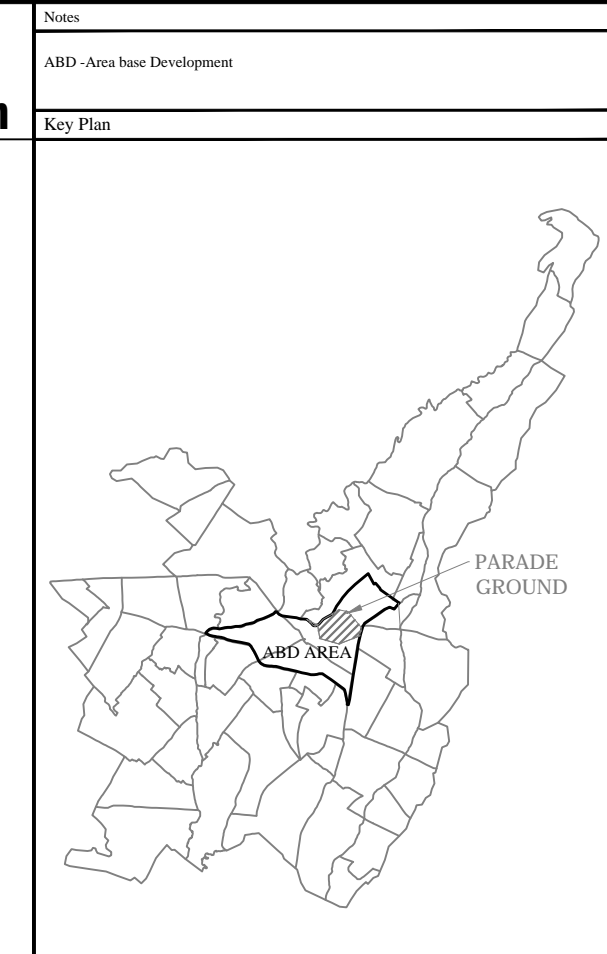 Notes
ABD -Area base Development
Key Plan
PARADE
GROUND
ABD AREA